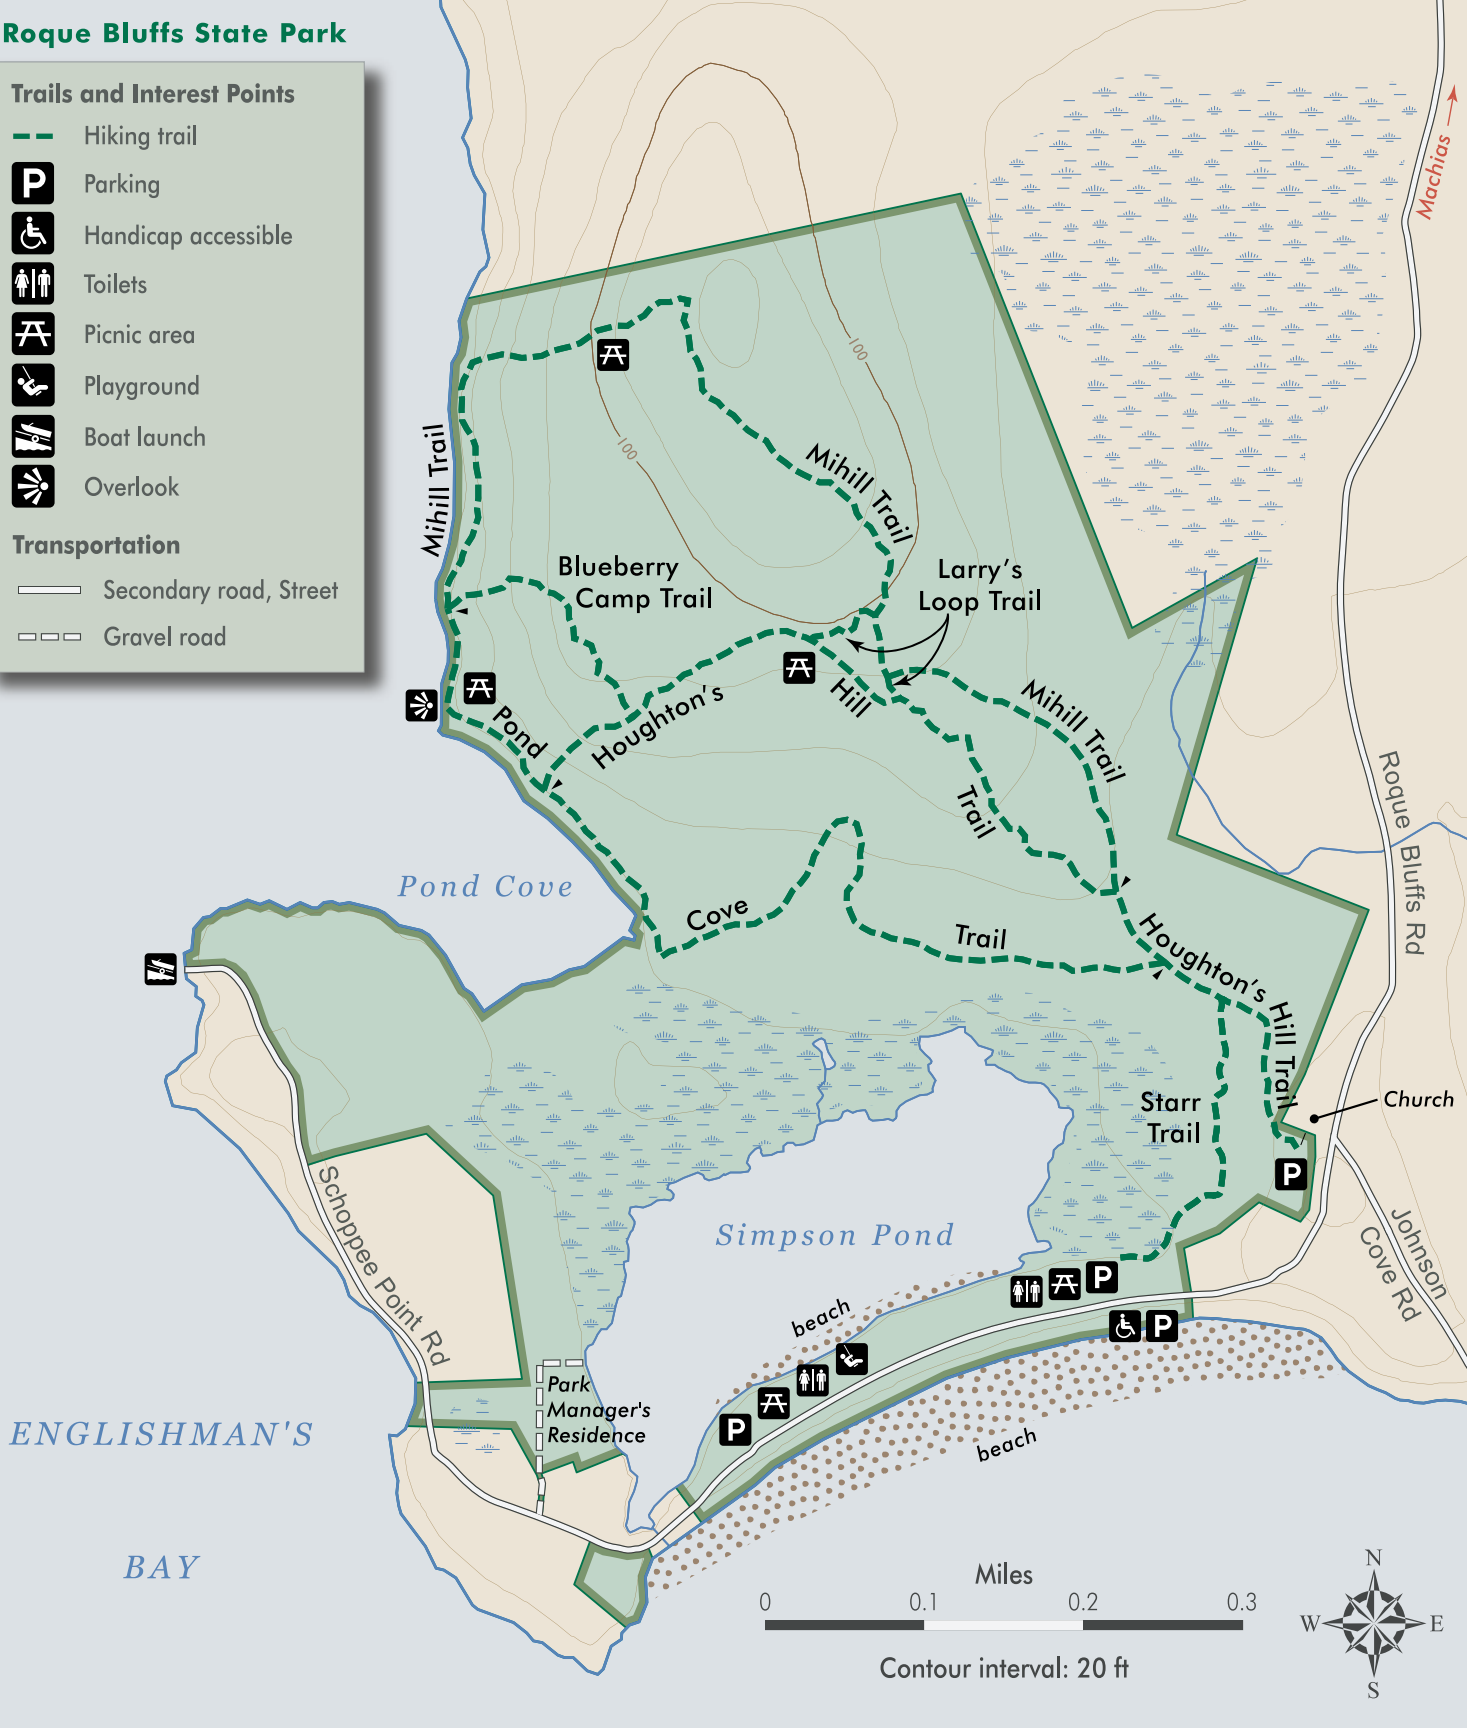 Roque Bluffs State Park
Trails and Interest Points
Hiking trail
P
Parking
Handicap accessible
Toilets
Picnic area
Playground
Boat launch
Overlook
Transportation
Secondary road, Street
Gravel road
Machias
100
100
Mihill Trail
Mihill Trail
Blueberry
Camp Trail
Larry's
Loop Trail
Pond
Houghton's
Hill
Mihill Trail
Trail
Roque Bluffs Rd
Pond Cove
Cove
Trail
Houghton's
Hill Trail
Starr
Trail
Church
P
Schoppee Point Rd
Simpson Pond
Johnson
Cove Rd
P
beach
P
Park
Manager's
Residence
P
beach
ENGLISHMAN'S
BAY
Miles
0
0.1
0.2
0.3
Contour interval: 20 ft
N
W
E
S